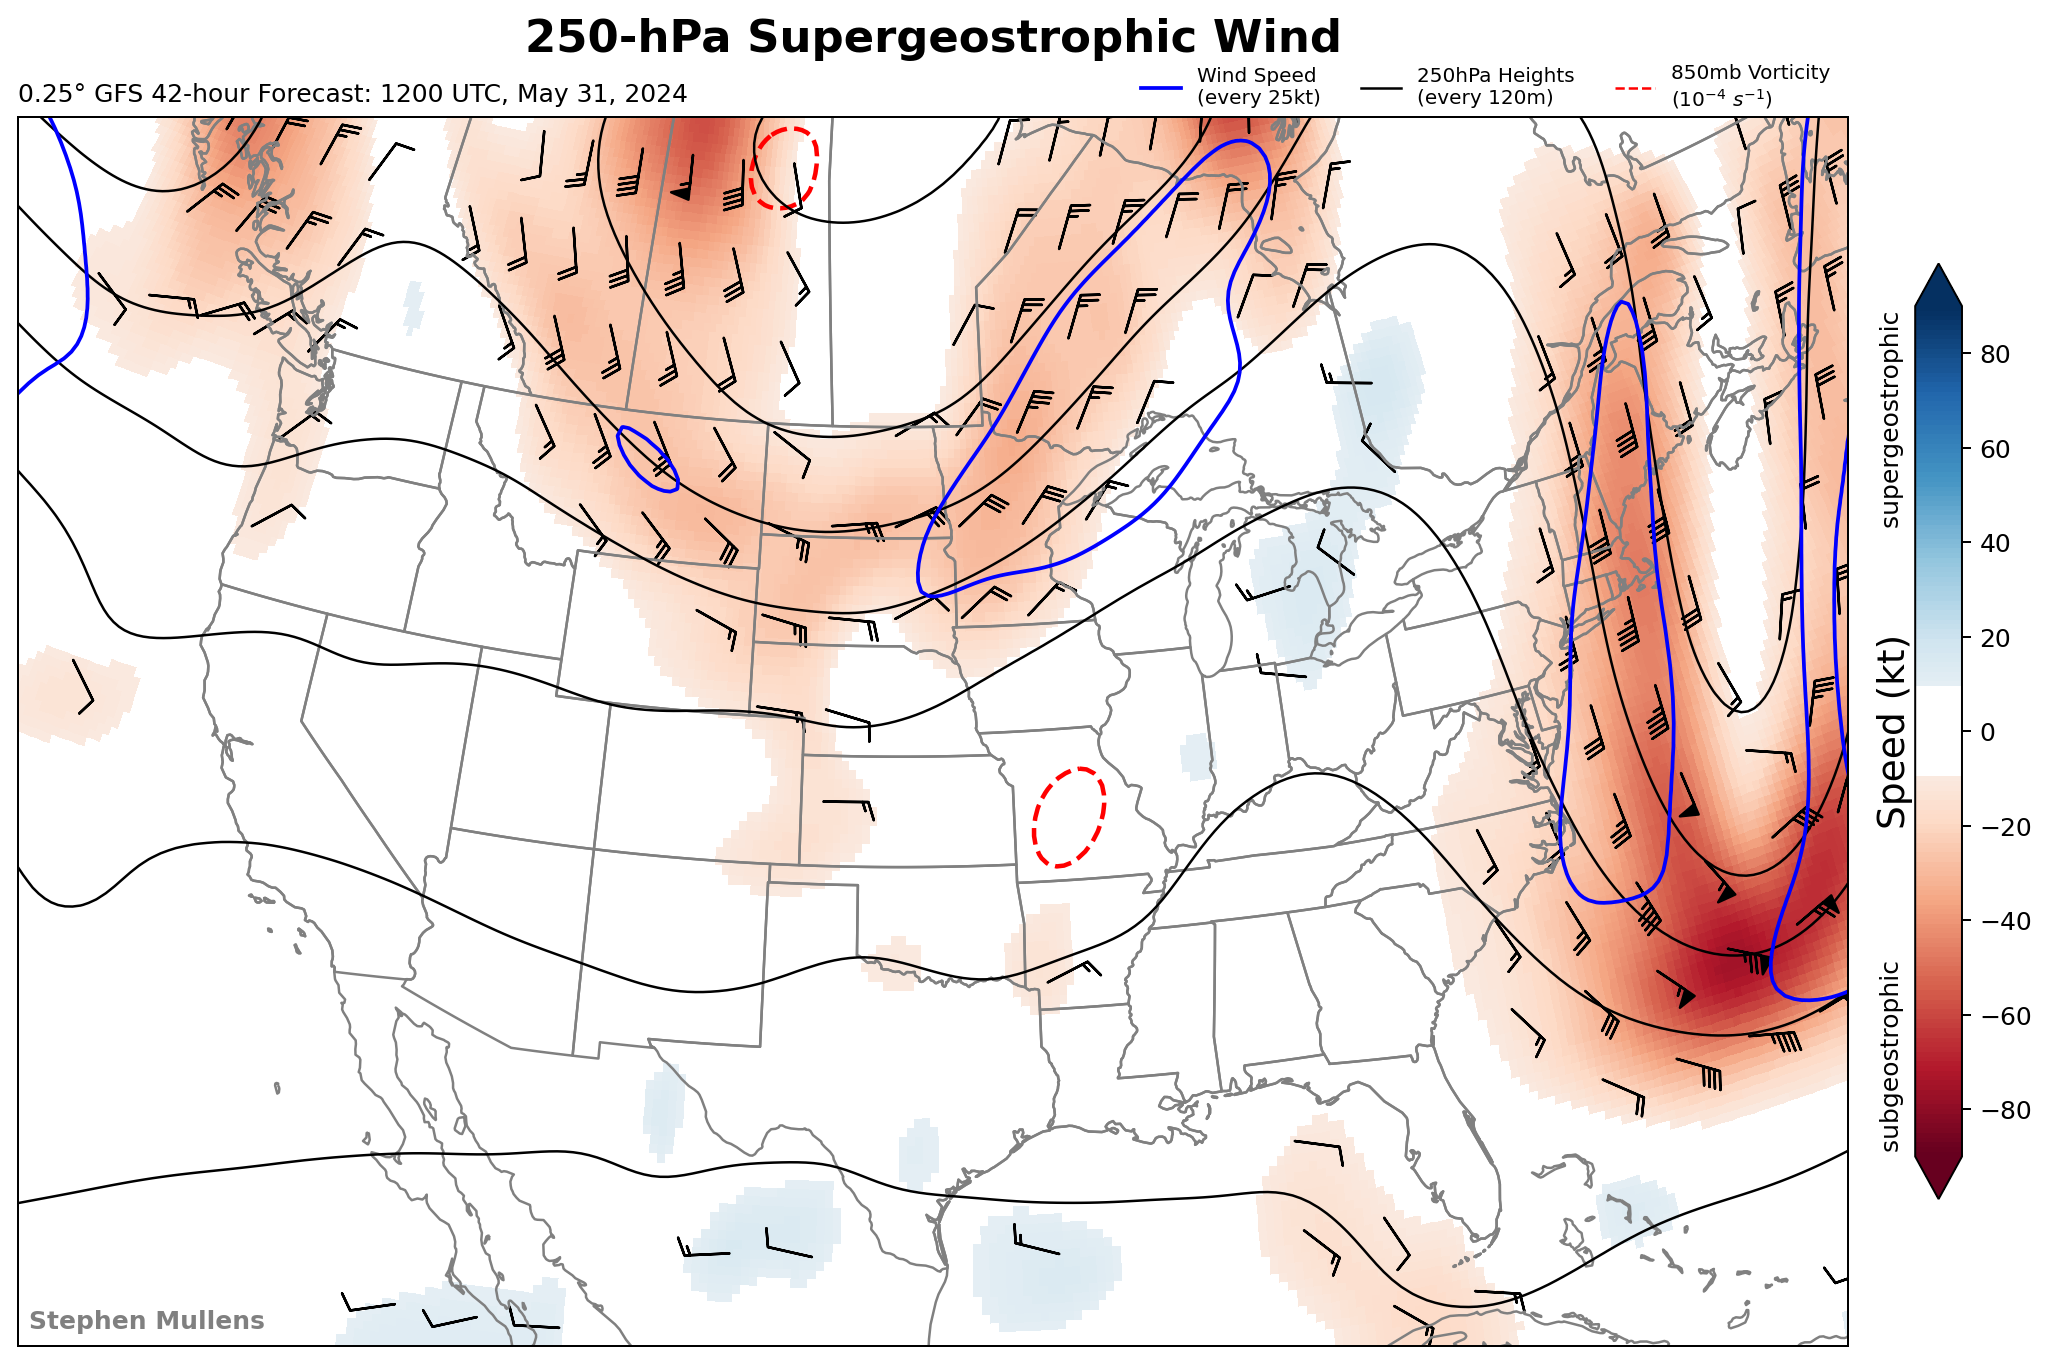 250-hPa Supergeostrophic Wind
0.25° GFS 42-hour Forecast: 1200 UTC, May 31, 2024
Wind Speed
(every 25kt)
250hPa Heights
(every 120m)
850mb Vorticity
(10⁻⁴ s⁻¹)
supergeostrophic
Speed (kt)
subgeostrophic
80
60
40
20
0
−20
−40
−60
−80
Stephen Mullens